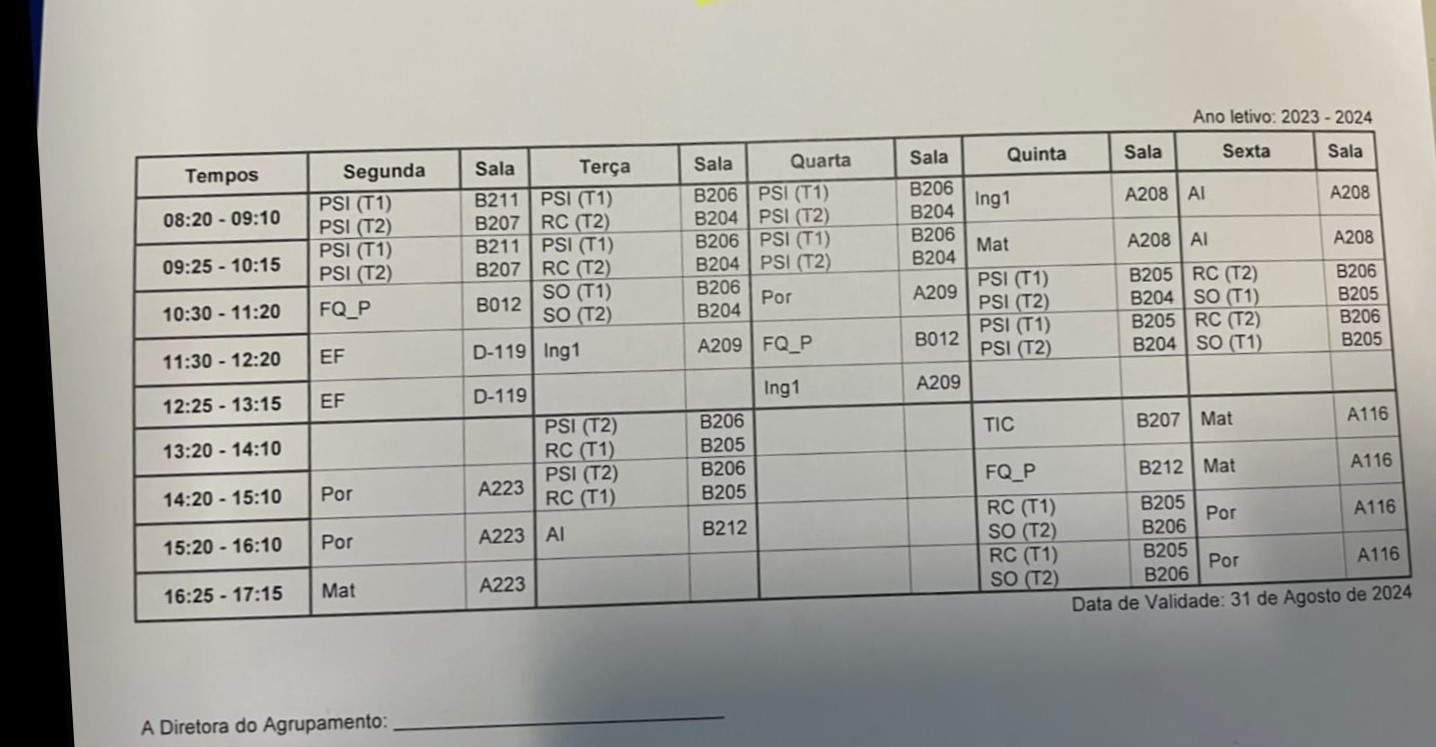 Ano letivo: 2023 - 2024
Tempos Segunda Sala Terça Sala Quarta Sala Quinta Sala Sexta Sala
08:20 - 09:10 PSI (T1) B211 PSI (T1) B206 PSI (T1) B206 Ing1 A208 AI A208
PSI (T2) B207 RC (T2) B204 PSI (T2) B204
09:25 - 10:15 PSI (T1) B211 PSI (T1) B206 PSI (T1) B206 Mat A208 AI A208
PSI (T2) B207 RC (T2) B204 PSI (T2) B204
10:30 - 11:20 FQ_P B012 SO (T1) B206 Por A209 PSI (T1) B205 RC (T2) B206
SO (T2) B204 PSI (T2) B204 SO (T1) B205
11:30 - 12:20 EF D-119 Ing1 A209 FQ_P B012 PSI (T1) B205 RC (T2) B206
PSI (T2) B204 SO (T1) B205
12:25 - 13:15 EF D-119 Ing1 A209
13:20 - 14:10 PSI (T2) B206 TIC B207 Mat A116
RC (T1) B205
14:20 - 15:10 Por A223 PSI (T2) B206 FQ_P B212 Mat A116
RC (T1) B205
15:20 - 16:10 Por A223 AI B212 RC (T1) B205 Por A116
SO (T2) B206
16:25 - 17:15 Mat A223 RC (T1) B205 Por A116
SO (T2) B206
Data de Validade: 31 de Agosto de 2024
A Diretora do Agrupamento: